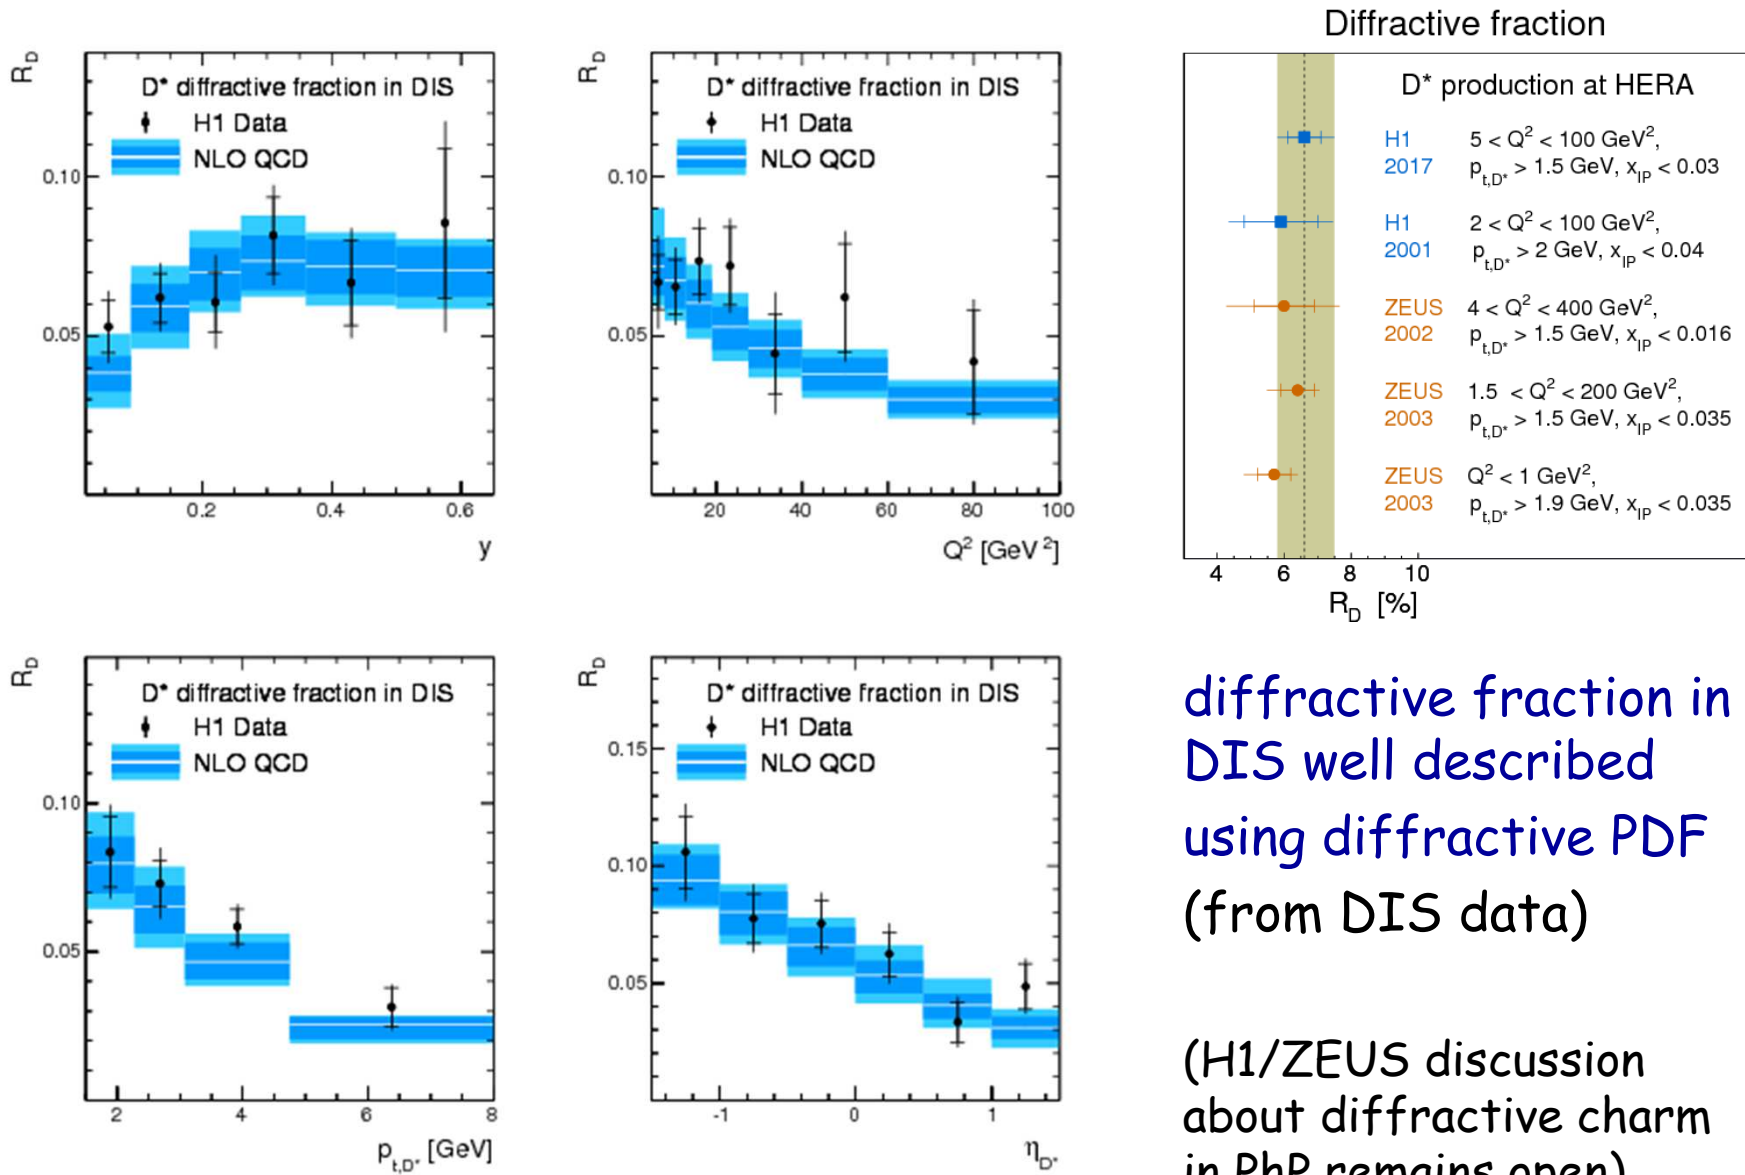 R_D
D* diffractive fraction in DIS
H1 Data
NLO QCD
0.10
0.05
0.2 0.4 0.6
y
R_D
D* diffractive fraction in DIS
H1 Data
NLO QCD
0.10
0.05
20 40 60 80 100
Q² [GeV²]
Diffractive fraction
D* production at HERA
H1 5 < Q² < 100 GeV²,
2017 p_t,D* > 1.5 GeV, x_IP < 0.03
H1 2 < Q² < 100 GeV²,
2001 p_t,D* > 2 GeV, x_IP < 0.04
ZEUS 4 < Q² < 400 GeV²,
2002 p_t,D* > 1.5 GeV, x_IP < 0.016
ZEUS 1.5 < Q² < 200 GeV²,
2003 p_t,D* > 1.5 GeV, x_IP < 0.035
ZEUS Q² < 1 GeV²,
2003 p_t,D* > 1.9 GeV, x_IP < 0.035
4 6 8 10
R_D [%]
R_D
D* diffractive fraction in DIS
H1 Data
NLO QCD
0.10
0.05
2 4 6 8
p_t,D* [GeV]
R_D
D* diffractive fraction in DIS
H1 Data
NLO QCD
0.15
0.10
0.05
-1 0 1
η_D*
diffractive fraction in
DIS well described
using diffractive PDF
(from DIS data)
(H1/ZEUS discussion
about diffractive charm
in PhP remains open)